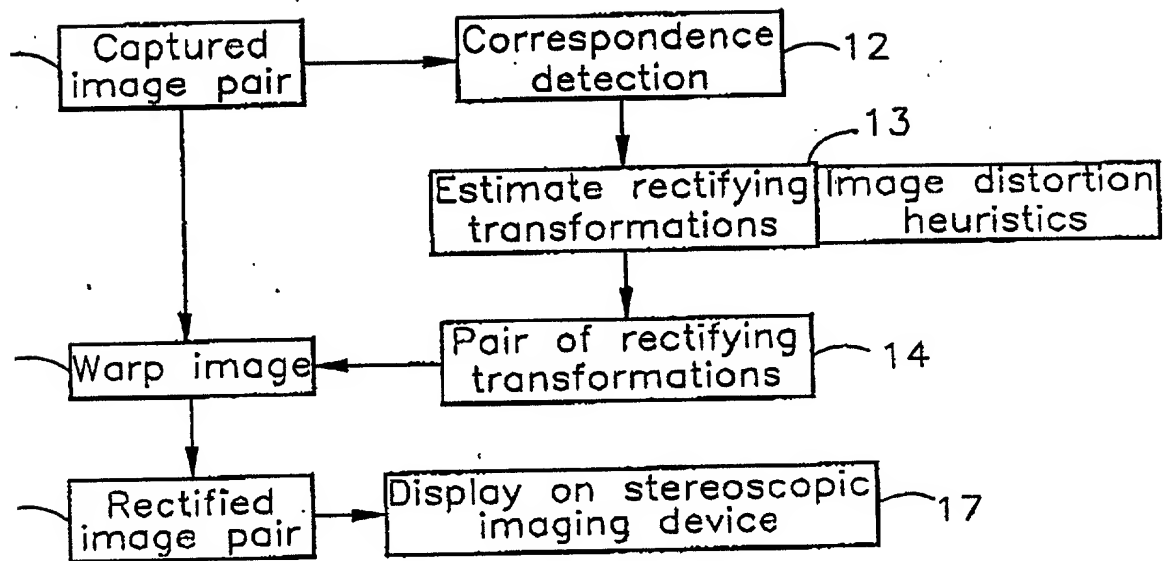 Captured
image pair
Correspondence
detection
12
13
Estimate rectifying
transformations
Image distortion
heuristics
Warp image
Pair of rectifying
transformations
14
Rectified
image pair
Display on stereoscopic
imaging device
17